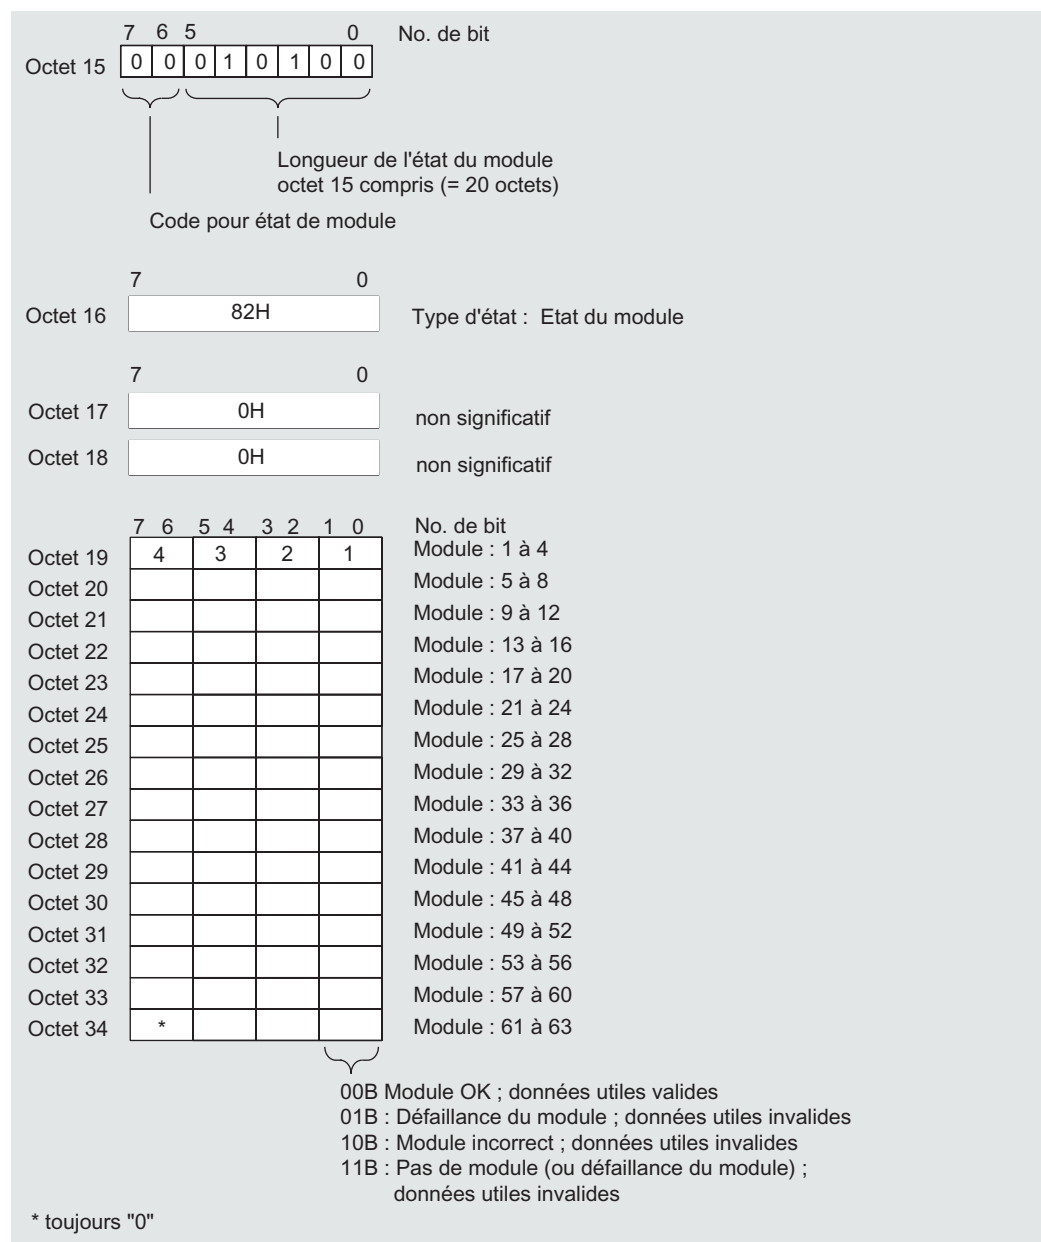 7 6 5 0 No. de bit
Octet 15 0 0 0 1 0 1 0 0
Longueur de l'état du module
octet 15 compris (= 20 octets)
Code pour état de module
7 0
Octet 16 82H Type d'état : Etat du module
7 0
Octet 17 0H non significatif
Octet 18 0H non significatif
7 6 5 4 3 2 1 0 No. de bit
Octet 19 4 3 2 1 Module : 1 à 4
Octet 20 Module : 5 à 8
Octet 21 Module : 9 à 12
Octet 22 Module : 13 à 16
Octet 23 Module : 17 à 20
Octet 24 Module : 21 à 24
Octet 25 Module : 25 à 28
Octet 26 Module : 29 à 32
Octet 27 Module : 33 à 36
Octet 28 Module : 37 à 40
Octet 29 Module : 41 à 44
Octet 30 Module : 45 à 48
Octet 31 Module : 49 à 52
Octet 32 Module : 53 à 56
Octet 33 Module : 57 à 60
Octet 34 * Module : 61 à 63
00B Module OK ; données utiles valides
01B : Défaillance du module ; données utiles invalides
10B : Module incorrect ; données utiles invalides
11B : Pas de module (ou défaillance du module) ;
données utiles invalides
* toujours "0"